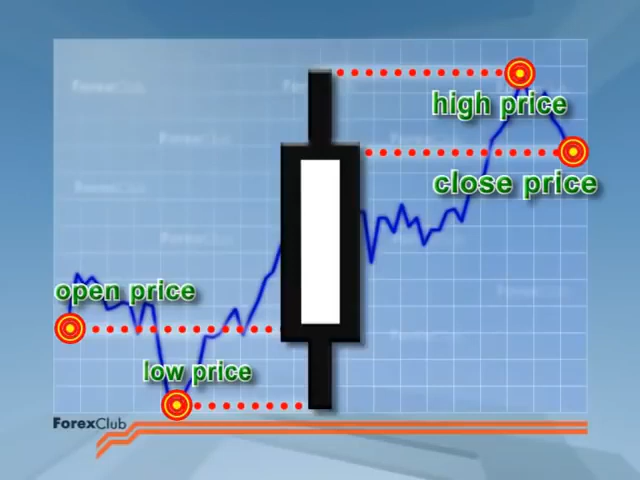 high price
close price
open price
low price
ForexClub